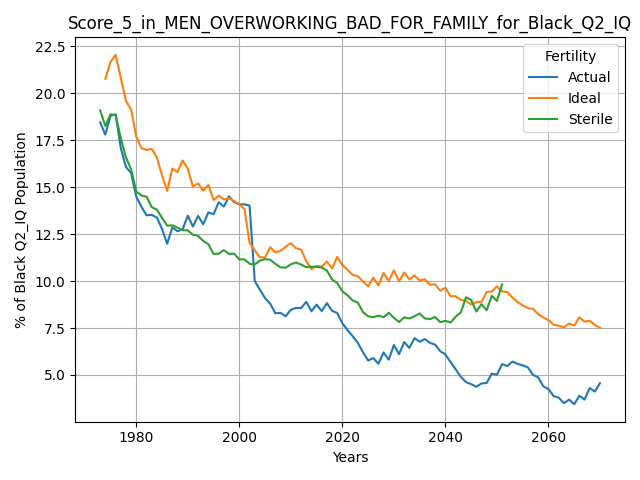 Score_5_in_MEN_OVERWORKING_BAD_FOR_FAMILY_for_Black_Q2_IQ
22.5
20.0
17.5
15.0
12.5
10.0
7.5
5.0
% of Black Q2_IQ Population
Fertility
Actual
Ideal
Sterile
1980
2000
2020
2040
2060
Years